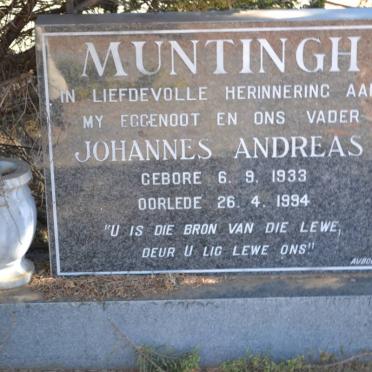 MUNTINGH
IN LIEFDEVOLLE HERINNERING AAN
MY EGGENOOT EN ONS VADER
JOHANNES ANDREAS
GEBORE 6. 9. 1933
OORLEDE 26. 4. 1994
"U IS DIE BRON VAN DIE LEWE,
DEUR U LIG LEWE ONS"